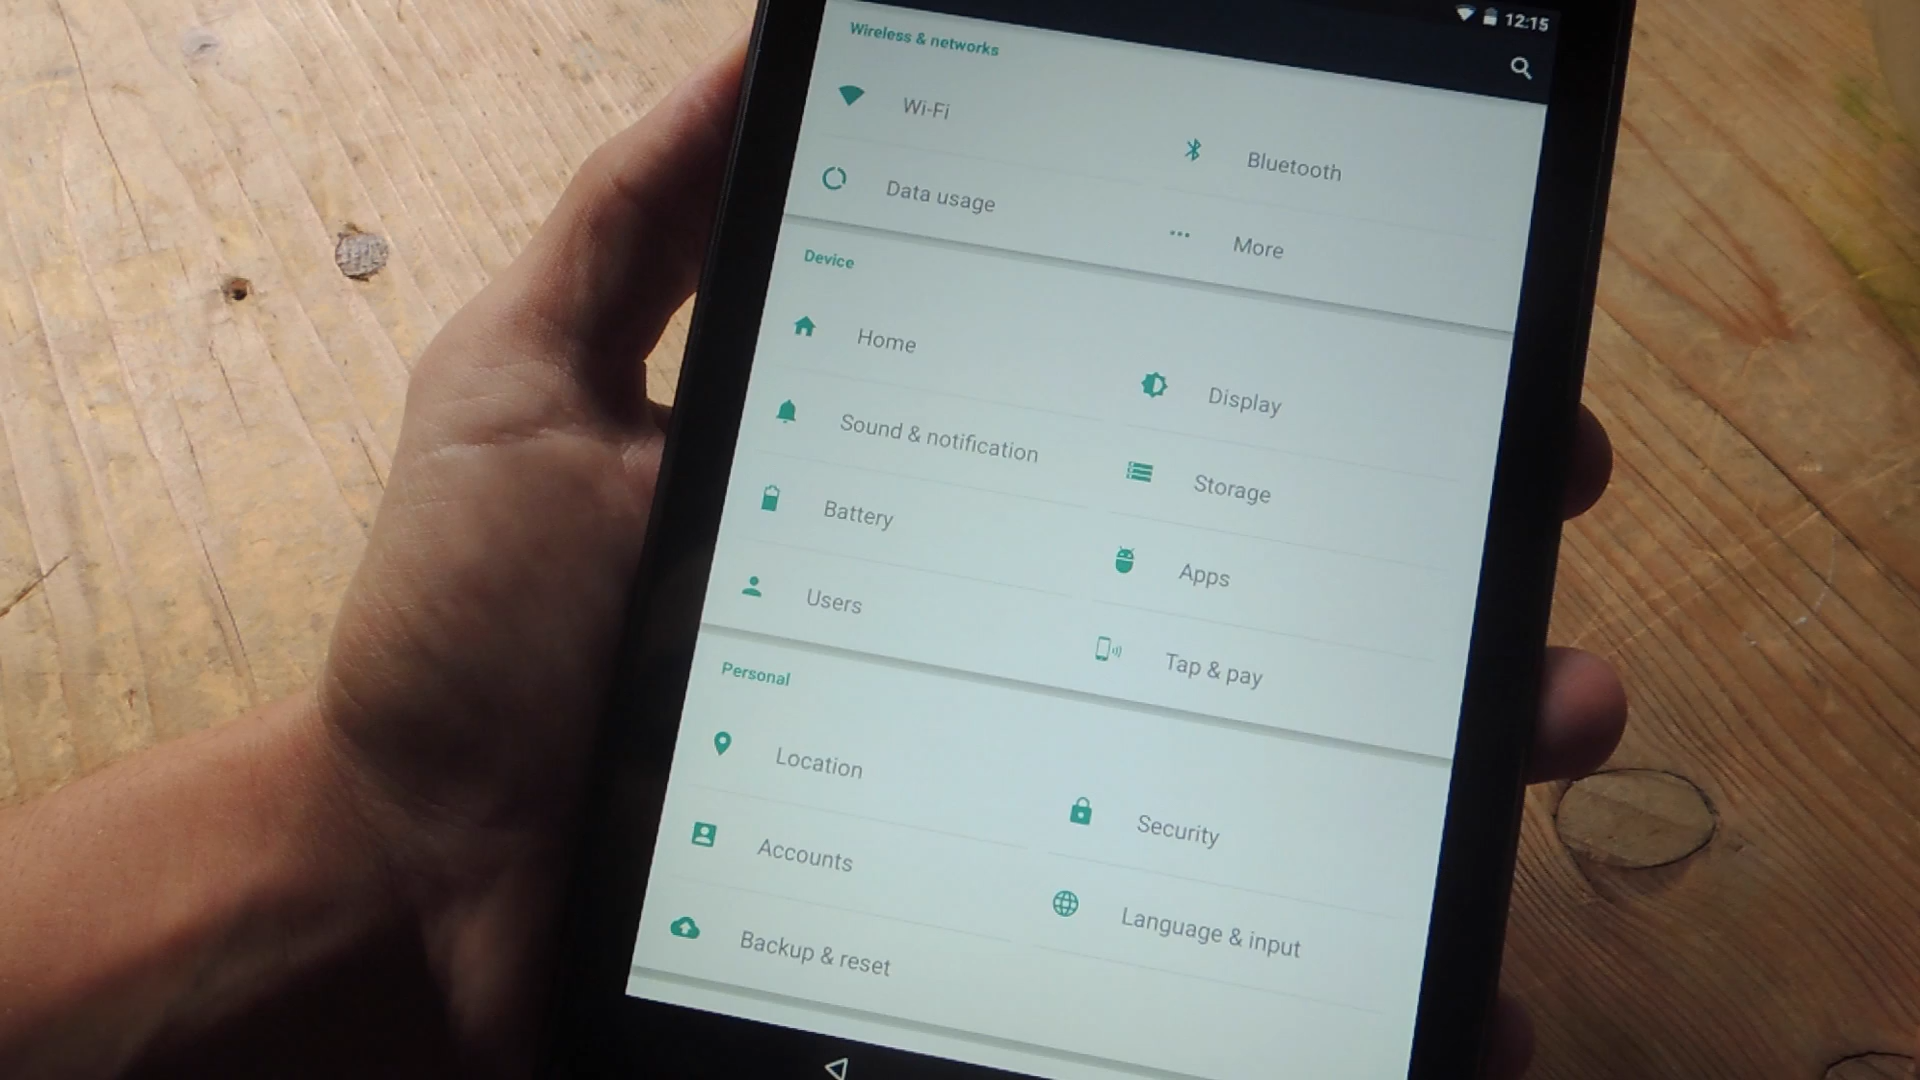 12:15
Wireless & networks
Wi-Fi
Bluetooth
Data usage
More
Device
Home
Display
Sound & notification
Storage
Battery
Apps
Users
Tap & pay
Personal
Location
Security
Accounts
Language & input
Backup & reset